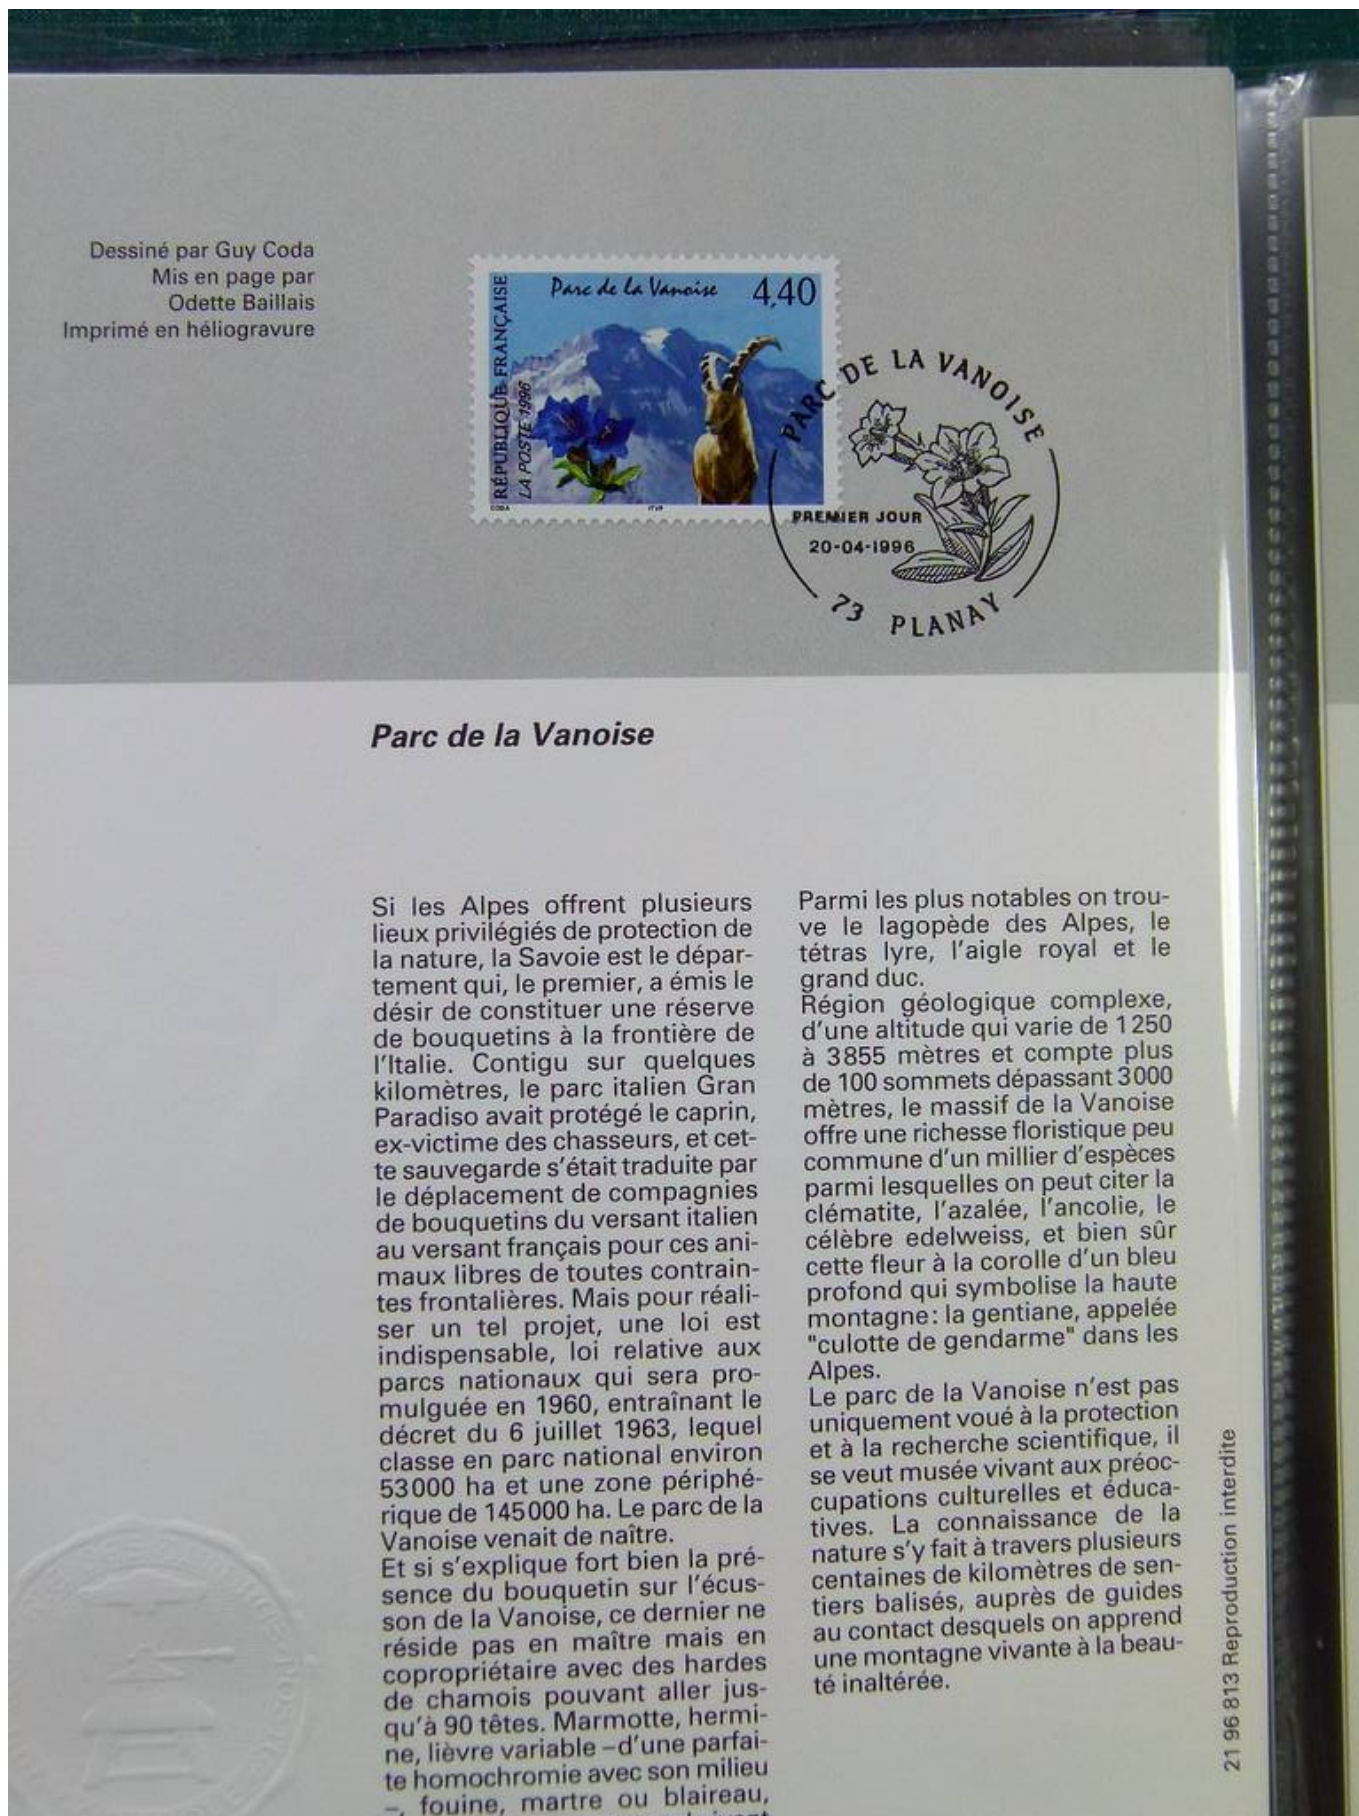 Dessiné par Guy Coda
Mis en page par
Odette Baillais
Imprimé en héliogravure
Parc de la Vanoise
4,40
RÉPUBLIQUE FRANÇAISE
LA POSTE 1996
CODA
ITVF
PARC DE LA VANOISE
PREMIER JOUR
20-04-1996
73 PLANAY
Parc de la Vanoise
Si les Alpes offrent plusieurs
lieux privilégiés de protection de
la nature, la Savoie est le dépar-
tement qui, le premier, a émis le
désir de constituer une réserve
de bouquetins à la frontière de
l'Italie. Contigu sur quelques
kilomètres, le parc italien Gran
Paradiso avait protégé le caprin,
ex-victime des chasseurs, et cet-
te sauvegarde s'était traduite par
le déplacement de compagnies
de bouquetins du versant italien
au versant français pour ces ani-
maux libres de toutes contrain-
tes frontalières. Mais pour réali-
ser un tel projet, une loi est
indispensable, loi relative aux
parcs nationaux qui sera pro-
mulguée en 1960, entraînant le
décret du 6 juillet 1963, lequel
classe en parc national environ
53000 ha et une zone périphé-
rique de 145000 ha. Le parc de la
Vanoise venait de naître.
Et si s'explique fort bien la pré-
sence du bouquetin sur l'écus-
son de la Vanoise, ce dernier ne
réside pas en maître mais en
copropriétaire avec des hardes
de chamois pouvant aller jus-
qu'à 90 têtes. Marmotte, hermi-
ne, lièvre variable –d'une parfai-
te homochromie avec son milieu
–, fouine, martre ou blaireau,
Parmi les plus notables on trou-
ve le lagopède des Alpes, le
tétras lyre, l'aigle royal et le
grand duc.
Région géologique complexe,
d'une altitude qui varie de 1250
à 3855 mètres et compte plus
de 100 sommets dépassant 3000
mètres, le massif de la Vanoise
offre une richesse floristique peu
commune d'un millier d'espèces
parmi lesquelles on peut citer la
clématite, l'azalée, l'ancolie, le
célèbre edelweiss, et bien sûr
cette fleur à la corolle d'un bleu
profond qui symbolise la haute
montagne: la gentiane, appelée
"culotte de gendarme" dans les
Alpes.
Le parc de la Vanoise n'est pas
uniquement voué à la protection
et à la recherche scientifique, il
se veut musée vivant aux préoc-
cupations culturelles et éduca-
tives. La connaissance de la
nature s'y fait à travers plusieurs
centaines de kilomètres de sen-
tiers balisés, auprès de guides
au contact desquels on apprend
une montagne vivante à la beau-
té inaltérée.
21 96 813 Reproduction interdite